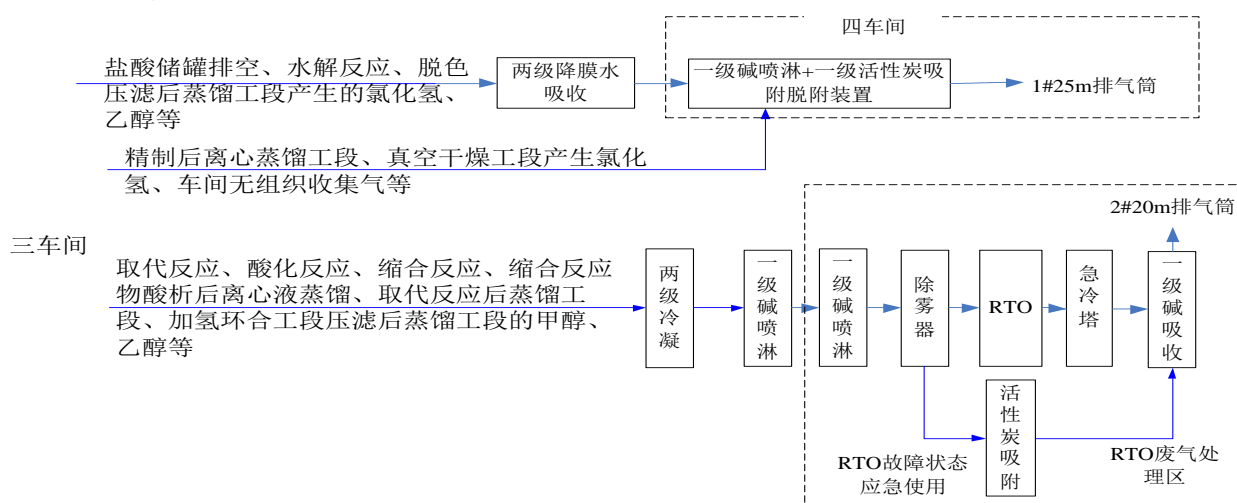 四车间
盐酸储罐排空、水解反应、脱色
压滤后蒸馏工段产生的氯化氢、
乙醇等
两级降膜水
吸收
一级碱喷淋+一级活性炭吸
附脱附装置
1#25m排气筒
精制后离心蒸馏工段、真空干燥工段产生氯化
氢、车间无组织收集气等
2#20m排气筒
三车间
取代反应、酸化反应、缩合反应、缩合反应
物酸析后离心液蒸馏、取代反应后蒸馏工
段、加氢环合工段压滤后蒸馏工段的甲醇、
乙醇等
两级冷凝
一级碱喷淋
一级碱喷淋
除雾器
RTO
急冷塔
一级碱吸收
活性炭吸附
RTO故障状态
应急使用
RTO废气处
理区